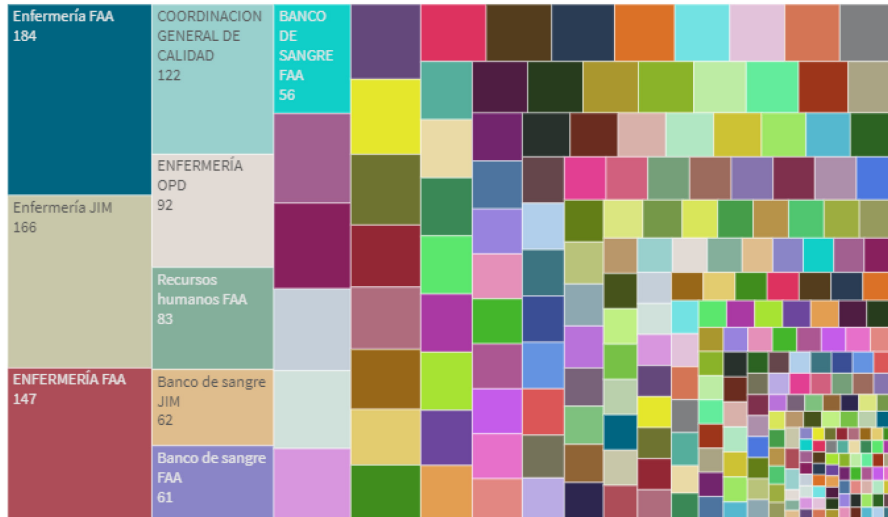 Enfermería FAA
184
Enfermería JIM
166
ENFERMERÍA FAA
147
COORDINACION
GENERAL DE
CALIDAD
122
ENFERMERÍA
OPD
92
Recursos
humanos FAA
83
Banco de sangre
JIM
62
Banco de sangre
FAA
61
BANCO
DE
SANGRE
FAA
56